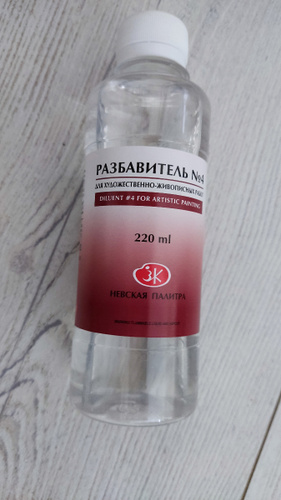 РАЗБАВИТЕЛЬ №4
ДЛЯ ХУДОЖЕСТВЕННО-ЖИВОПИСНЫХ РАБОТ
DILUENT #4 FOR ARTISTIC PAINTING
220 ml
ЗК
НЕВСКАЯ ПАЛИТРА